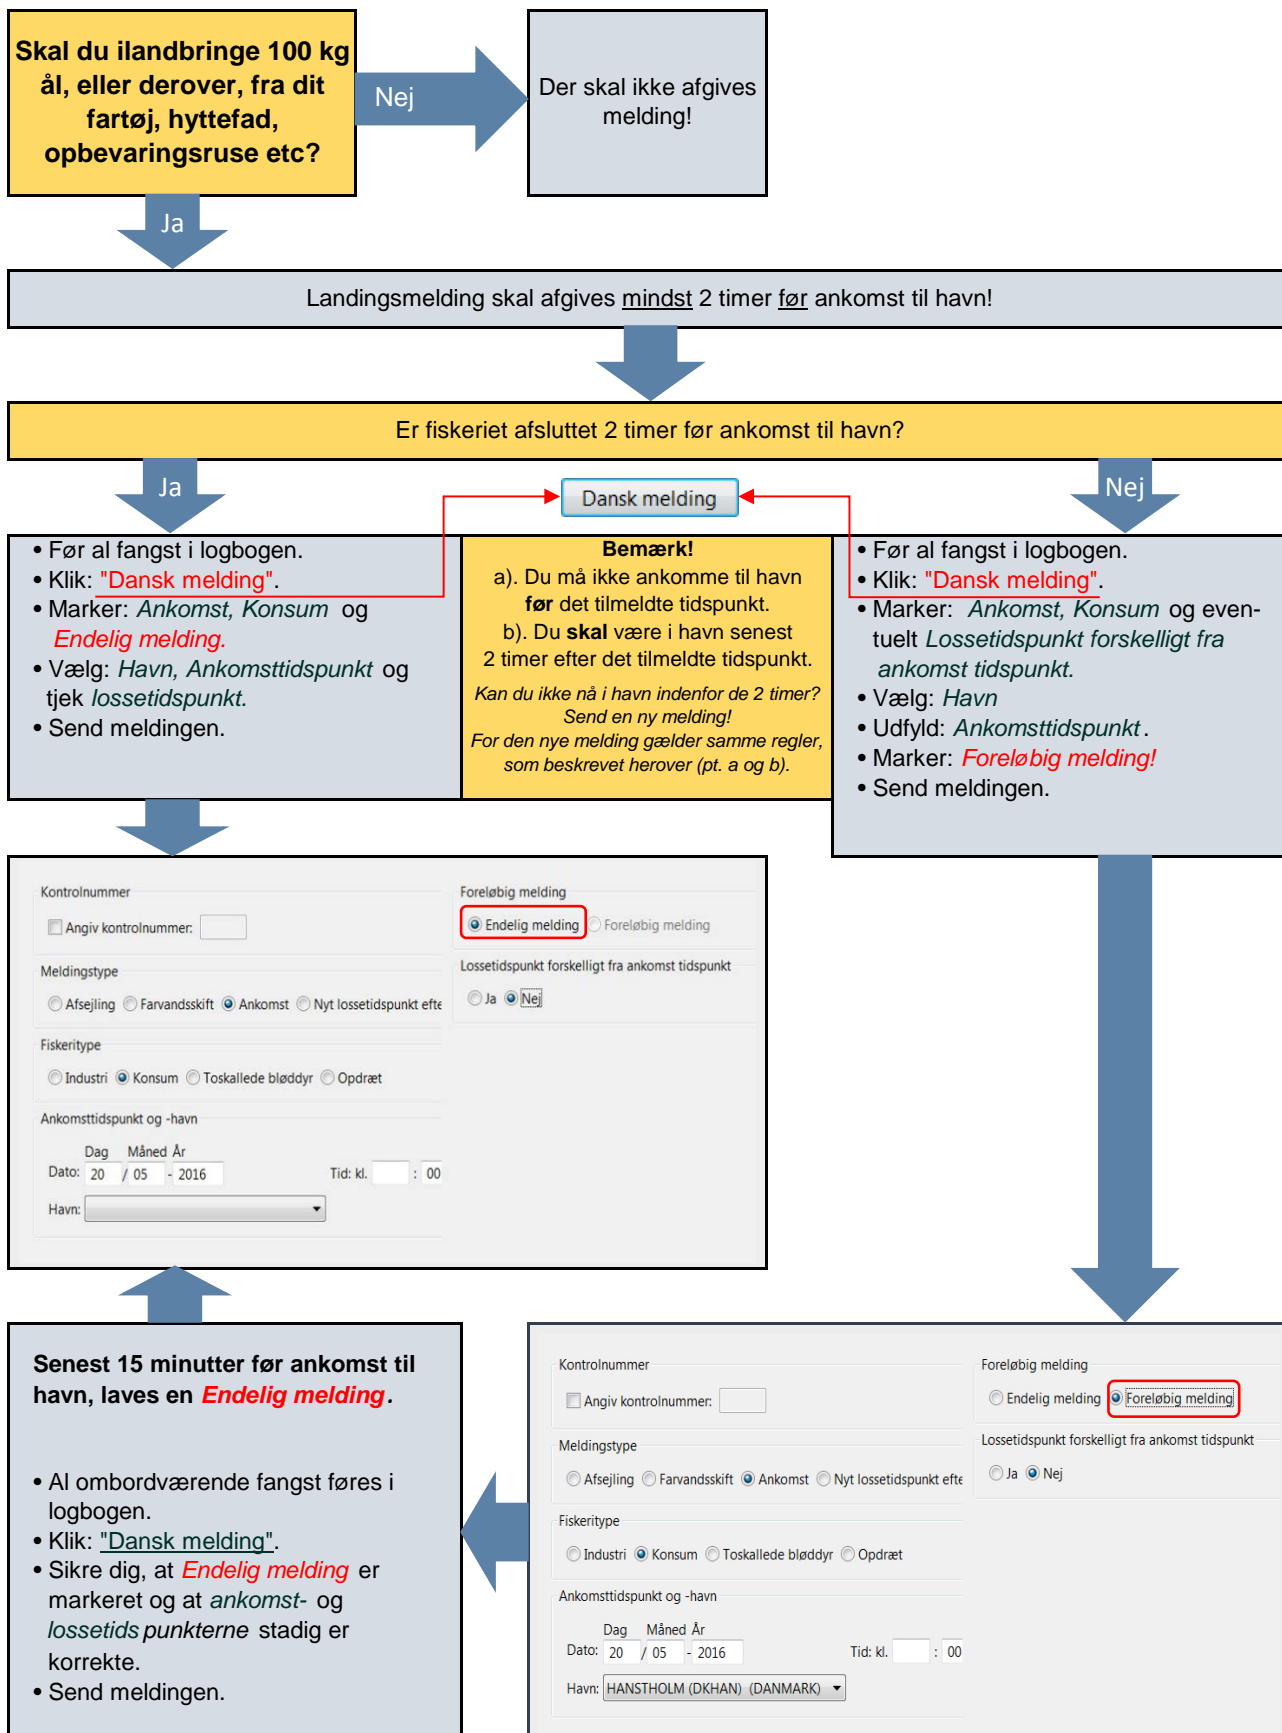 Skal du ilandbringe 100 kg
ål, eller derover, fra dit
fartøj, hyttefad,
opbevaringsruse etc?
Nej
Der skal ikke afgives
melding!
Ja
Landingsmelding skal afgives mindst 2 timer før ankomst til havn!
Er fiskeriet afsluttet 2 timer før ankomst til havn?
Ja
Dansk melding
Nej
• Før al fangst i logbogen.
• Klik: "Dansk melding".
• Marker: Ankomst, Konsum og
Endelig melding.
• Vælg: Havn, Ankomsttidspunkt og
tjek lossetidspunkt.
• Send meldingen.
Bemærk!
a). Du må ikke ankomme til havn
før det tilmeldte tidspunkt.
b). Du skal være i havn senest
2 timer efter det tilmeldte tidspunkt.
Kan du ikke nå i havn indenfor de 2 timer?
Send en ny melding!
For den nye melding gælder samme regler,
som beskrevet herover (pt. a og b).
• Før al fangst i logbogen.
• Klik: "Dansk melding".
• Marker: Ankomst, Konsum og even-
tuelt Lossetidspunkt forskelligt fra
ankomst tidspunkt.
• Vælg: Havn
• Udfyld: Ankomsttidspunkt.
• Marker: Foreløbig melding!
• Send meldingen.
Kontrolnummer
Angiv kontrolnummer:
Meldingstype
Afsejling Farvandsskift Ankomst Nyt lossetidspunkt efte
Fiskeritype
Industri Konsum Toskallede bløddyr Opdræt
Ankomsttidspunkt og -havn
Dag Måned År
Dato: 20 / 05 - 2016 Tid: kl. : 00
Havn:
Foreløbig melding
Endelig melding Foreløbig melding
Lossetidspunkt forskelligt fra ankomst tidspunkt
Ja Nej
Senest 15 minutter før ankomst til
havn, laves en Endelig melding.
• Al ombordværende fangst føres i
logbogen.
• Klik: "Dansk melding".
• Sikre dig, at Endelig melding er
markeret og at ankomst- og
lossetidspunkterne stadig er
korrekte.
• Send meldingen.
Kontrolnummer
Angiv kontrolnummer:
Meldingstype
Afsejling Farvandsskift Ankomst Nyt lossetidspunkt efte
Fiskeritype
Industri Konsum Toskallede bløddyr Opdræt
Ankomsttidspunkt og -havn
Dag Måned År
Dato: 20 / 05 - 2016 Tid: kl. : 00
Havn: HANSTHOLM (DKHAN) (DANMARK)
Foreløbig melding
Endelig melding Foreløbig melding
Lossetidspunkt forskelligt fra ankomst tidspunkt
Ja Nej